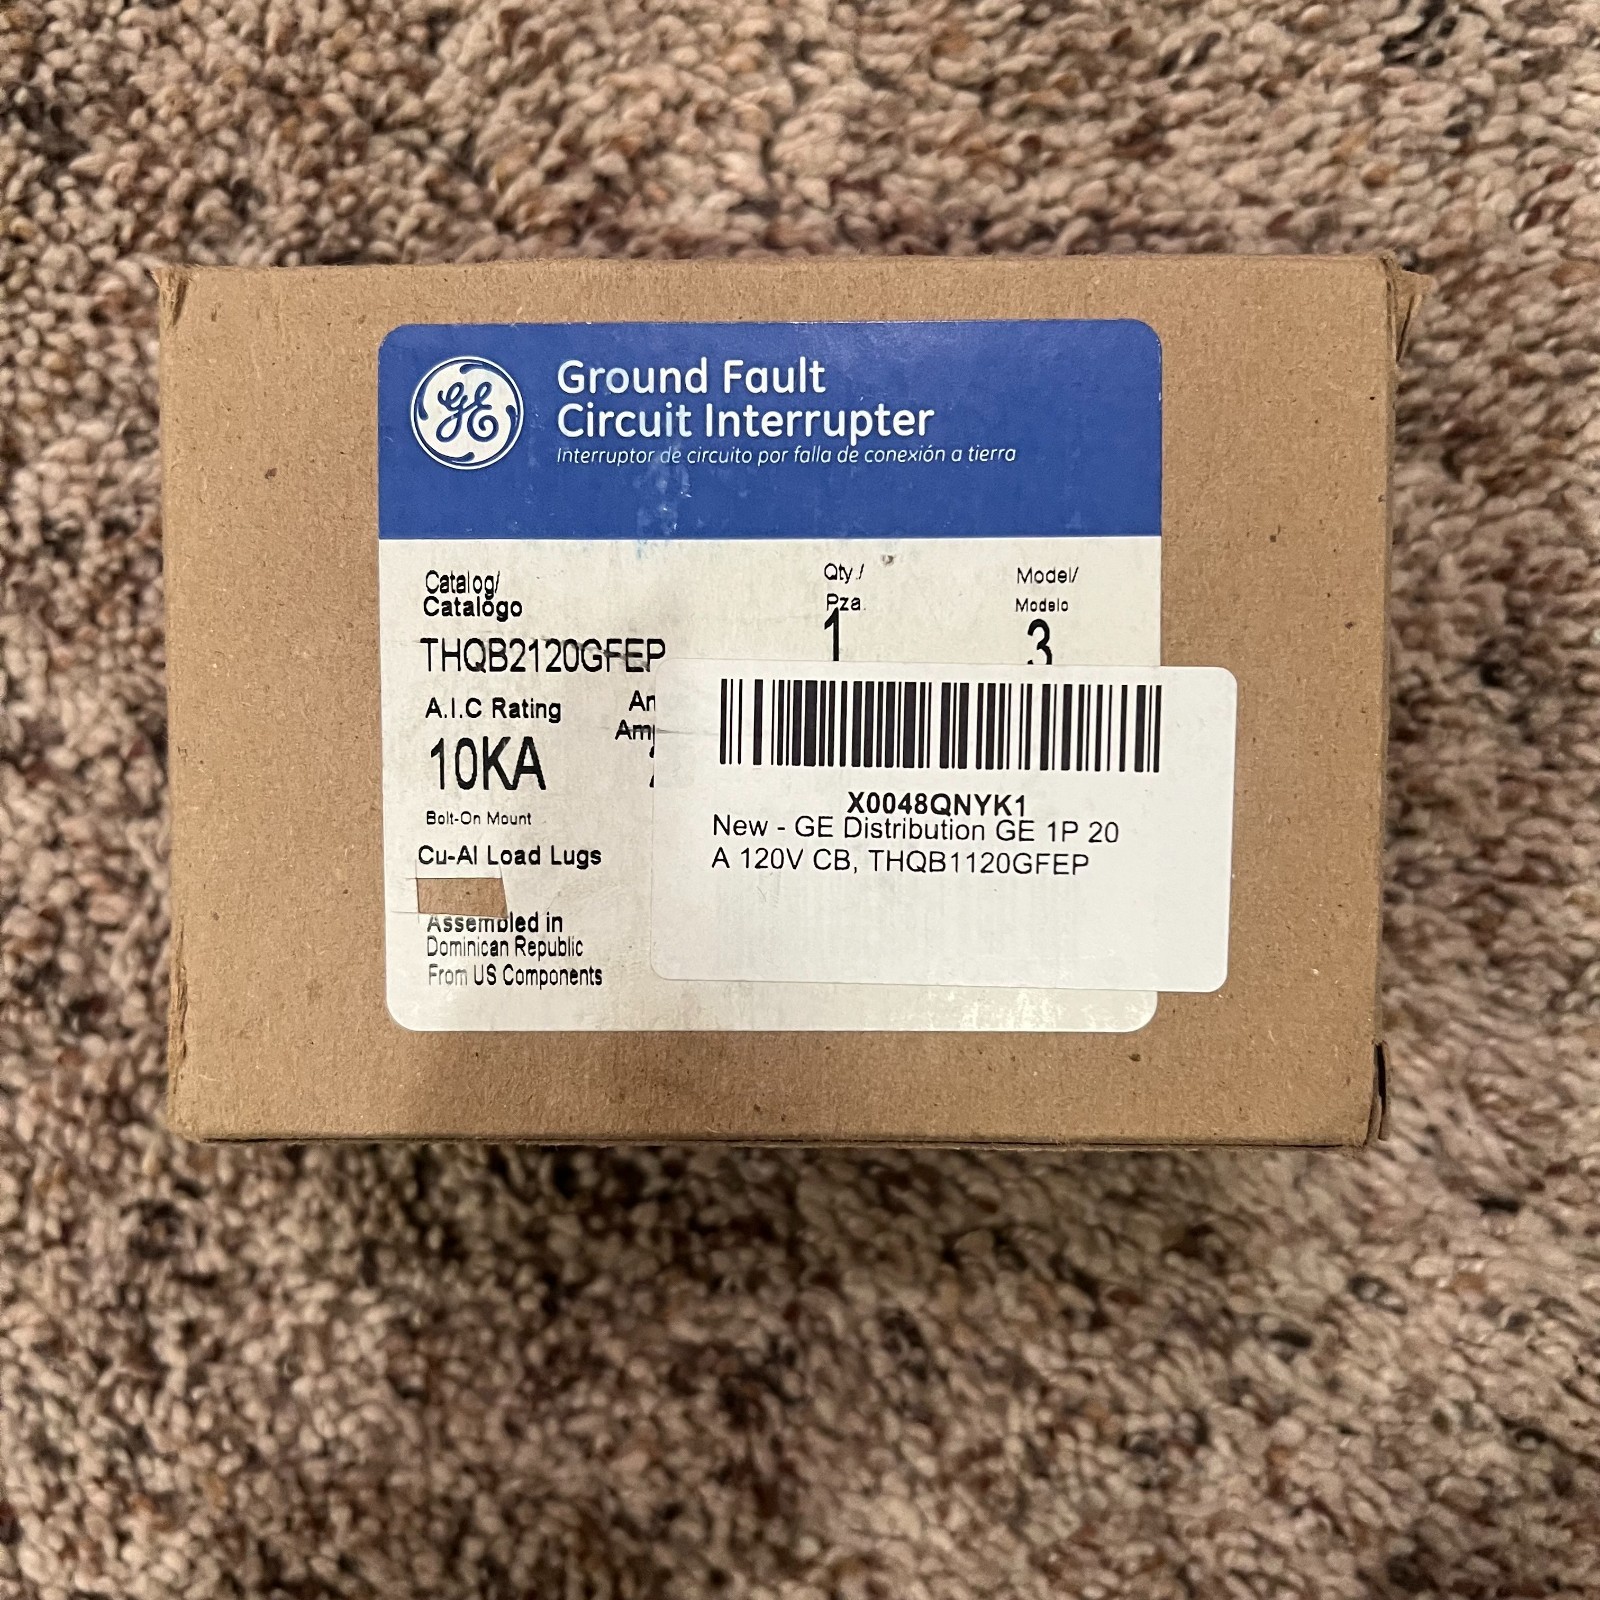 GE
Ground Fault
Circuit Interrupter
Interruptor de circuito por falla de conexión a tierra
Catalog/
Catalógo
THQB2120GFEP
Qty./
Pza.
1
Model/
Modelo
3
A.I.C Rating
10KA
Bolt-On Mount
Cu-Al Load Lugs
Assembled in
Dominican Republic
From US Components
X0048QNYK1
New - GE Distribution GE 1P 20
A 120V CB, THQB1120GFEP